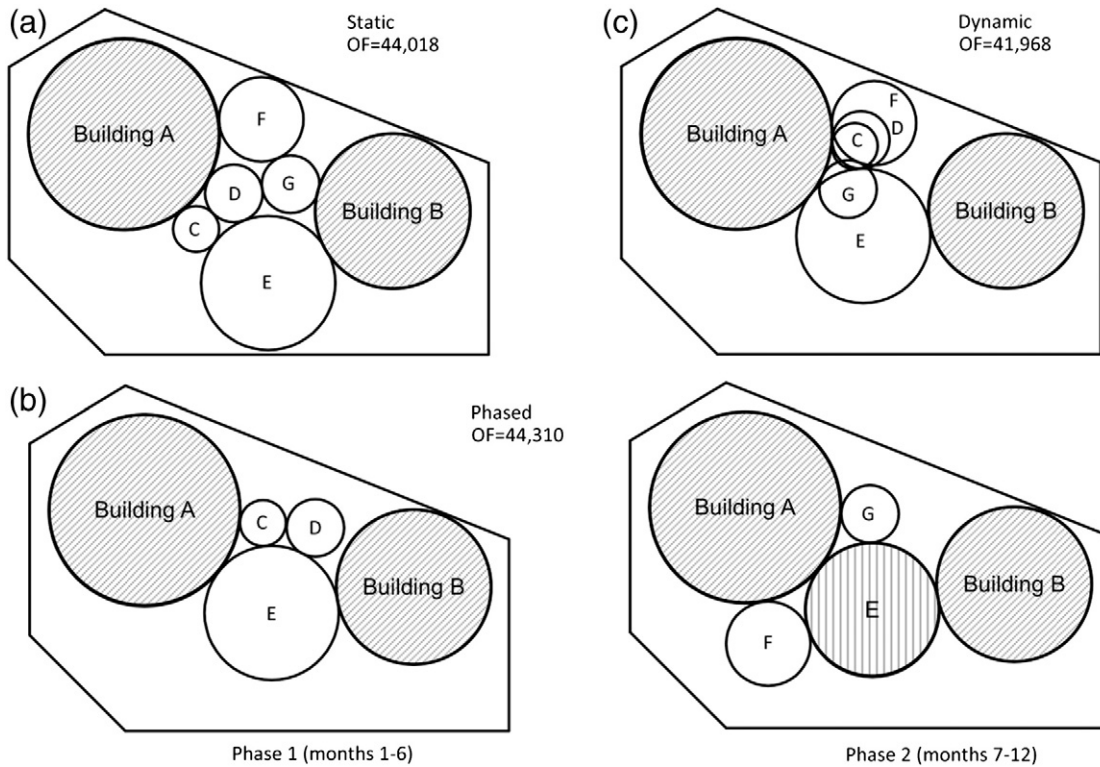 (a)
Static
OF=44,018
Building A
F
D
G
C
Building B
E
(c)
Dynamic
OF=41,968
Building A
F
D
C
G
Building B
E
(b)
Phased
OF=44,310
Building A
C
D
Building B
E
Phase 1 (months 1-6)
Building A
G
Building B
E
F
Phase 2 (months 7-12)